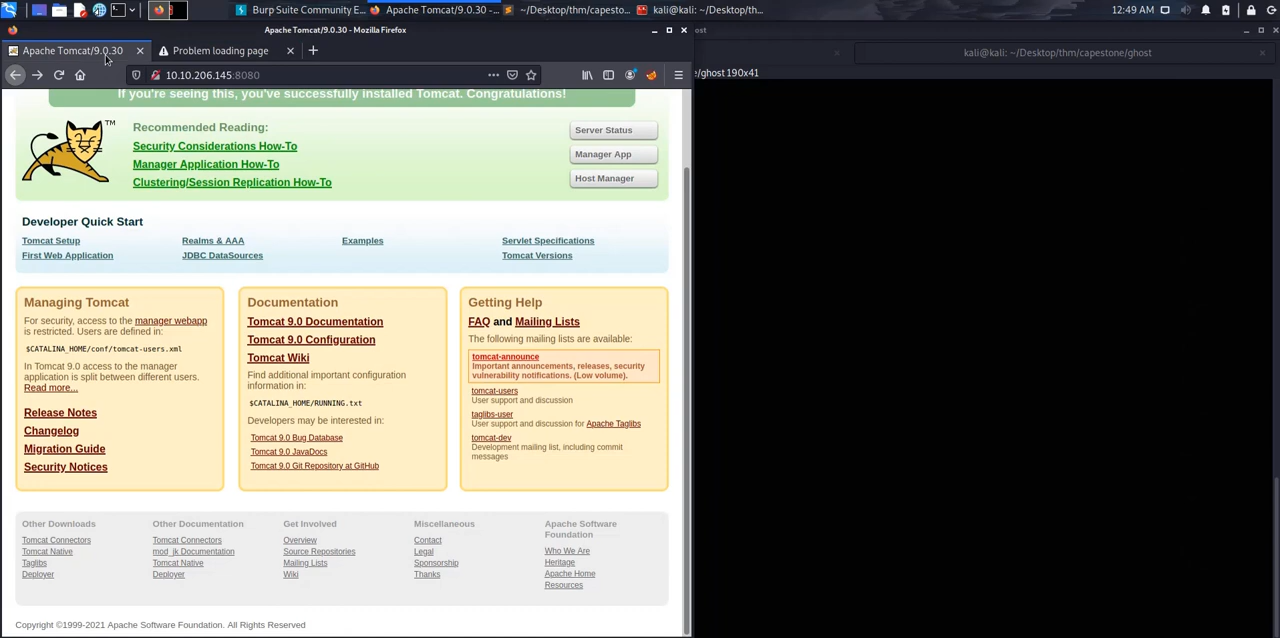 Burp Suite Community E...
Apache Tomcat/9.0.30 -...
~/Desktop/thm/capesto...
kali@kali: ~/Desktop/th...
12:49 AM
Apache Tomcat/9.0.30 - Mozilla Firefox
ost
Apache Tomcat/9.0.30
Problem loading page
kali@kali: ~/Desktop/thm/capestone/ghost
10.10.206.145:8080
e/ghost 190x41
If you're seeing this, you've successfully installed Tomcat. Congratulations!
TM
Recommended Reading:
Security Considerations How-To
Manager Application How-To
Clustering/Session Replication How-To
Server Status
Manager App
Host Manager
Developer Quick Start
Tomcat Setup
First Web Application
Realms & AAA
JDBC DataSources
Examples
Servlet Specifications
Tomcat Versions
Managing Tomcat
For security, access to the manager webapp
is restricted. Users are defined in:
$CATALINA_HOME/conf/tomcat-users.xml
In Tomcat 9.0 access to the manager
application is split between different users.
Read more...
Release Notes
Changelog
Migration Guide
Security Notices
Documentation
Tomcat 9.0 Documentation
Tomcat 9.0 Configuration
Tomcat Wiki
Find additional important configuration
information in:
$CATALINA_HOME/RUNNING.txt
Developers may be interested in:
Tomcat 9.0 Bug Database
Tomcat 9.0 JavaDocs
Tomcat 9.0 Git Repository at GitHub
Getting Help
FAQ and Mailing Lists
The following mailing lists are available:
tomcat-announce
Important announcements, releases, security
vulnerability notifications. (Low volume).
tomcat-users
User support and discussion
taglibs-user
User support and discussion for Apache Taglibs
tomcat-dev
Development mailing list, including commit
messages
Other Downloads
Tomcat Connectors
Tomcat Native
Taglibs
Deployer
Other Documentation
Tomcat Connectors
mod_jk Documentation
Tomcat Native
Deployer
Get Involved
Overview
Source Repositories
Mailing Lists
Wiki
Miscellaneous
Contact
Legal
Sponsorship
Thanks
Apache Software
Foundation
Who We Are
Heritage
Apache Home
Resources
Copyright ©1999-2021 Apache Software Foundation. All Rights Reserved